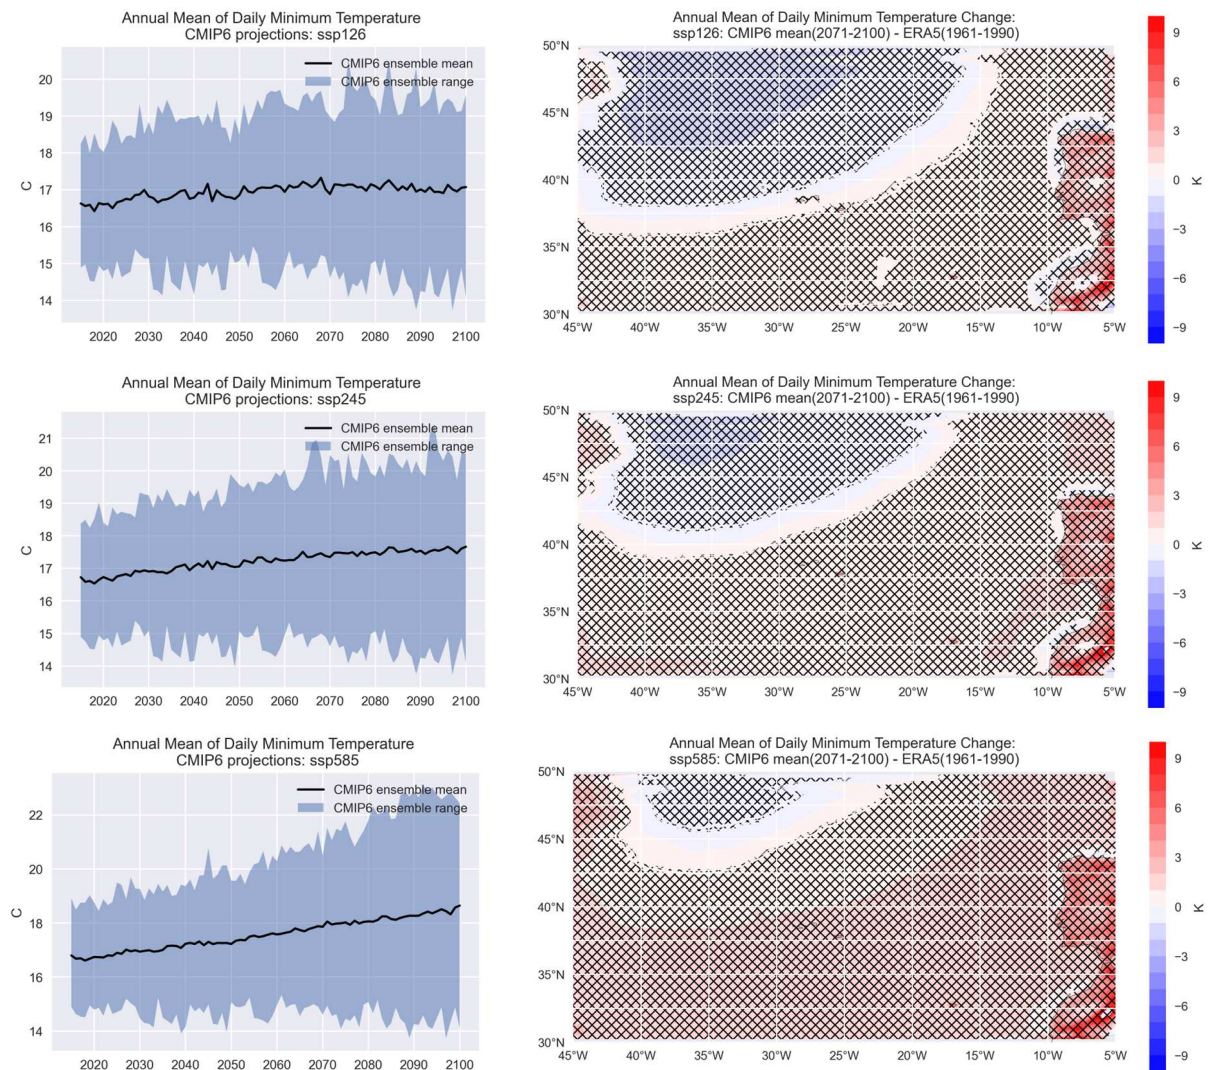 Annual Mean of Daily Minimum Temperature
CMIP6 projections: ssp126
CMIP6 ensemble mean
CMIP6 ensemble range
20
19
18
17
16
15
14
C
2020 2030 2040 2050 2060 2070 2080 2090 2100
Annual Mean of Daily Minimum Temperature Change:
ssp126: CMIP6 mean(2071-2100) - ERA5(1961-1990)
50°N
45°N
40°N
35°N
30°N
45°W 40°W 35°W 30°W 25°W 20°W 15°W 10°W 5°W
9
6
3
0
−3
−6
−9
K
Annual Mean of Daily Minimum Temperature
CMIP6 projections: ssp245
CMIP6 ensemble mean
CMIP6 ensemble range
21
20
19
18
17
16
15
14
C
2020 2030 2040 2050 2060 2070 2080 2090 2100
Annual Mean of Daily Minimum Temperature Change:
ssp245: CMIP6 mean(2071-2100) - ERA5(1961-1990)
50°N
45°N
40°N
35°N
30°N
45°W 40°W 35°W 30°W 25°W 20°W 15°W 10°W 5°W
9
6
3
0
−3
−6
−9
K
Annual Mean of Daily Minimum Temperature
CMIP6 projections: ssp585
CMIP6 ensemble mean
CMIP6 ensemble range
22
20
18
16
14
C
2020 2030 2040 2050 2060 2070 2080 2090 2100
Annual Mean of Daily Minimum Temperature Change:
ssp585: CMIP6 mean(2071-2100) - ERA5(1961-1990)
50°N
45°N
40°N
35°N
30°N
45°W 40°W 35°W 30°W 25°W 20°W 15°W 10°W 5°W
9
6
3
0
−3
−6
−9
K